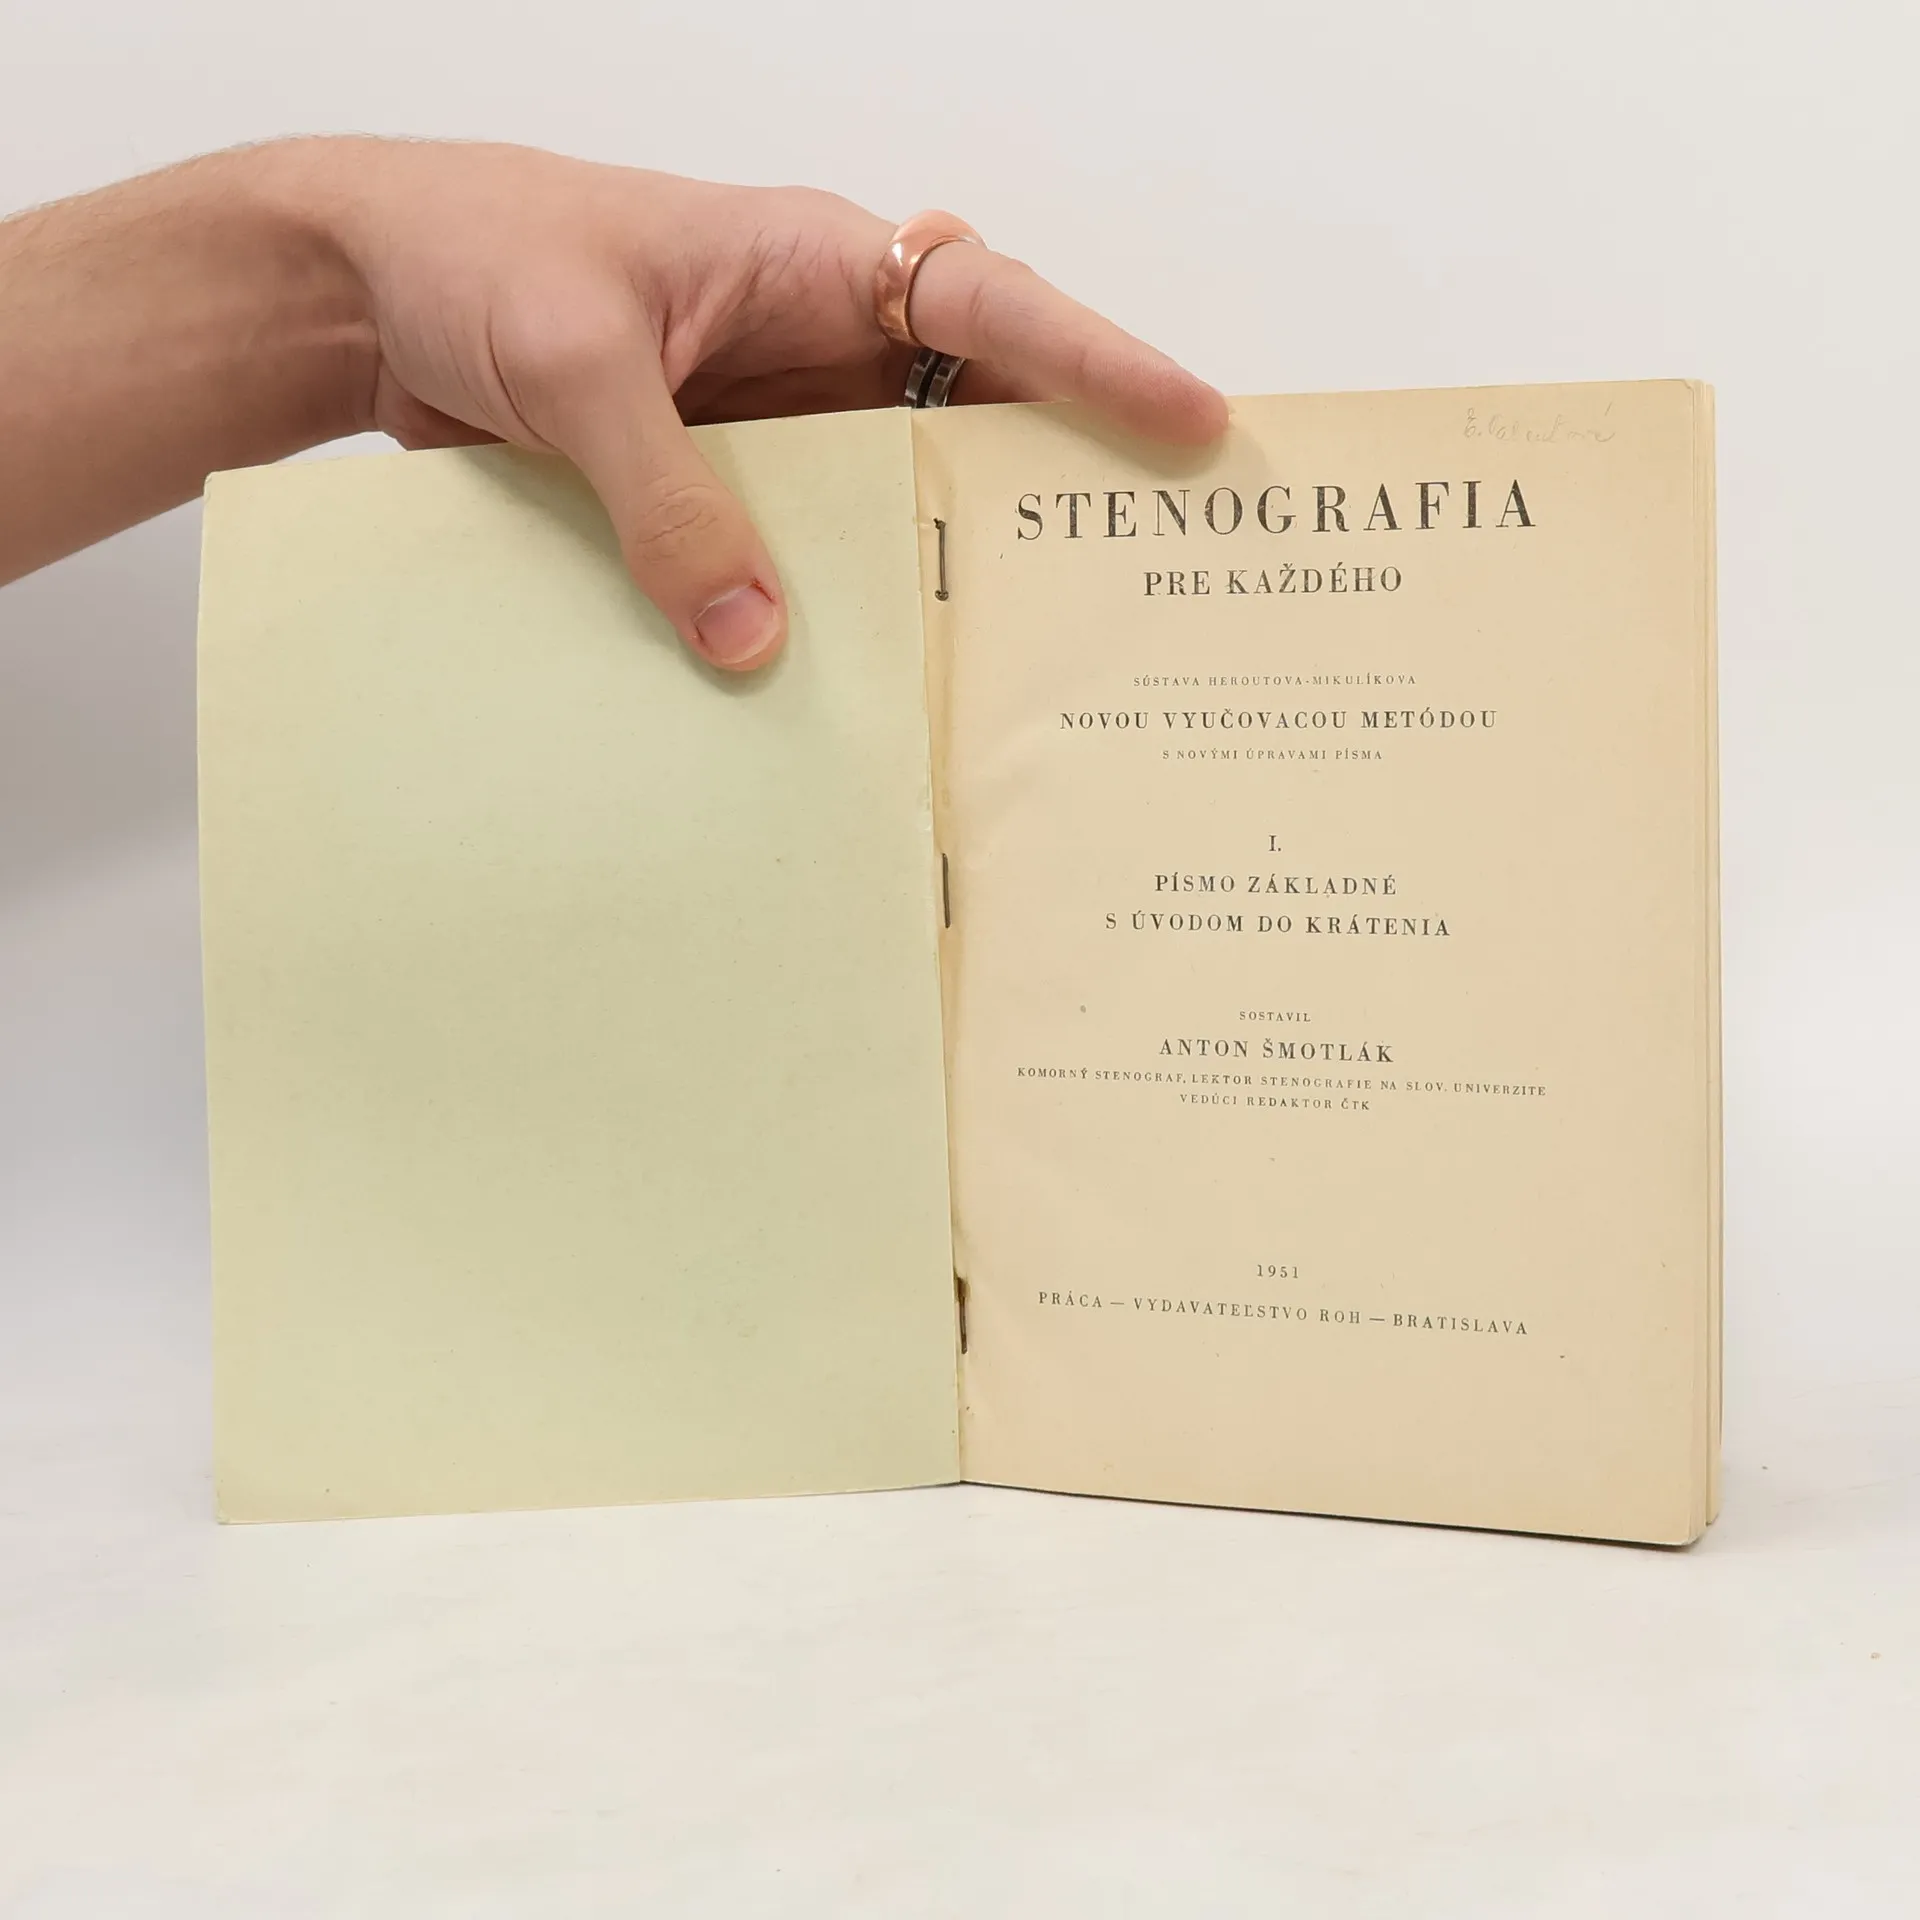 STENOGRAFIA
PRE KAŽDÉHO
SÚSTAVA HEROUTOVA-MIKULÍKOVA
NOVOU VYUČOVACOU METÓDOU
S NOVÝMI ÚPRAVAMI PÍSMA
I.
PÍSMO ZÁKLADNÉ
S ÚVODOM DO KRÁTENIA
SOSTAVIL
ANTON ŠMOTLÁK
KOMORNÝ STENOGRAF, LEKTOR STENOGRAFIE NA SLOV. UNIVERZITE
VEDÚCI REDAKTOR ČTK
1951
PRÁCA — VYDAVATEĽSTVO ROH — BRATISLAVA